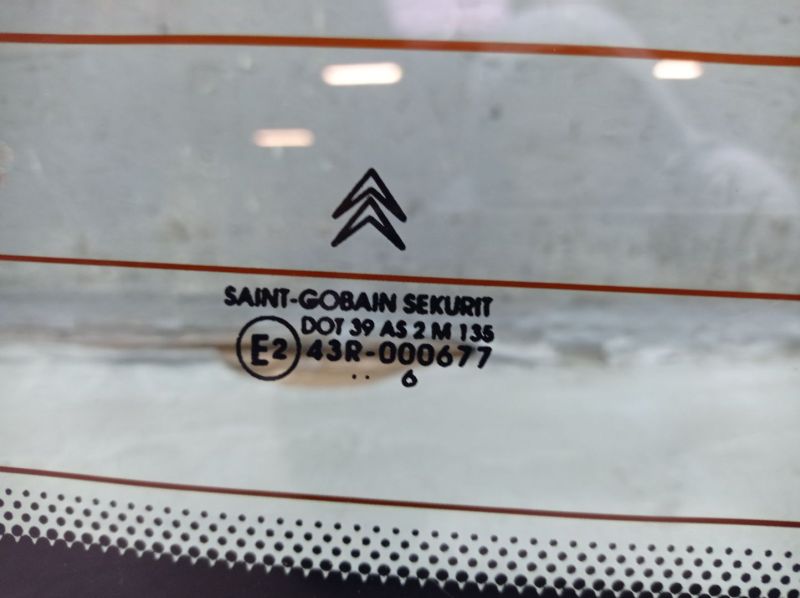 SAINT-GOBAIN SEKURIT
DOT 39 AS 2 M 135
E2 43R-000677
.. 6